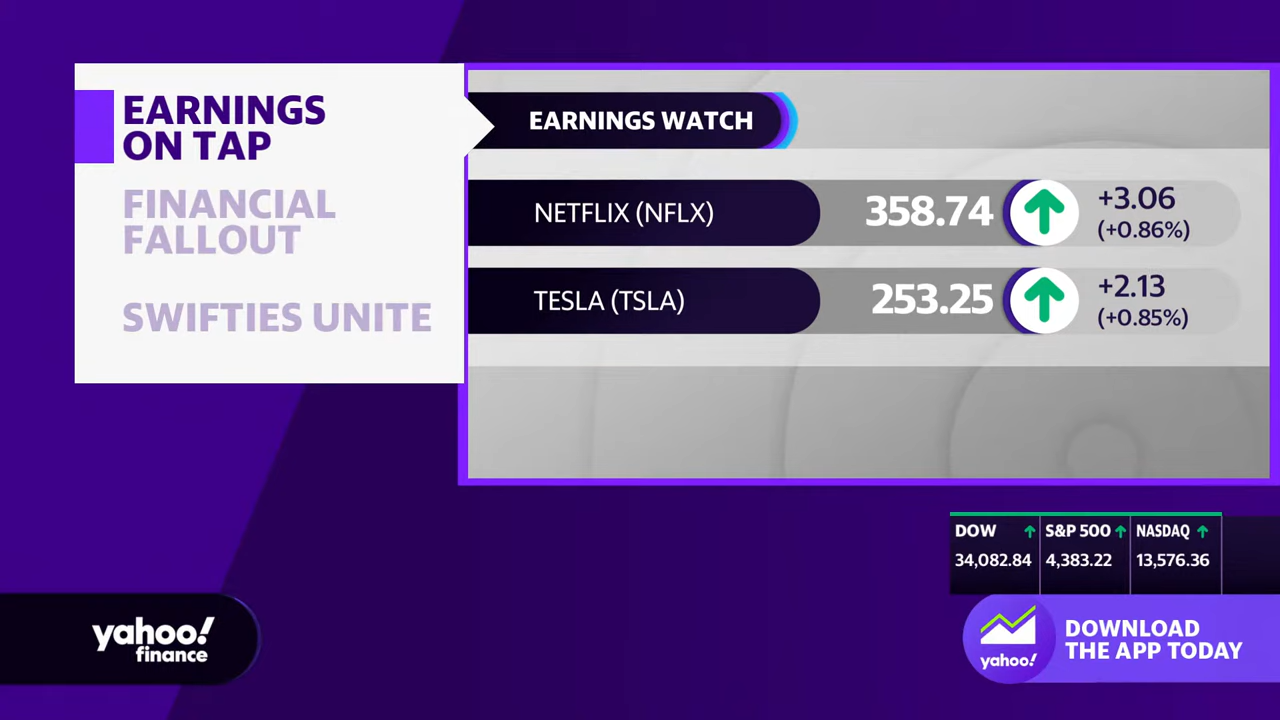 EARNINGS
ON TAP
FINANCIAL
FALLOUT
SWIFTIES UNITE
EARNINGS WATCH
NETFLIX (NFLX) 358.74 +3.06
(+0.86%)
TESLA (TSLA) 253.25 +2.13
(+0.85%)
DOW S&P 500 NASDAQ
34,082.84 4,383.22 13,576.36
yahoo!
finance
yahoo!
DOWNLOAD
THE APP TODAY